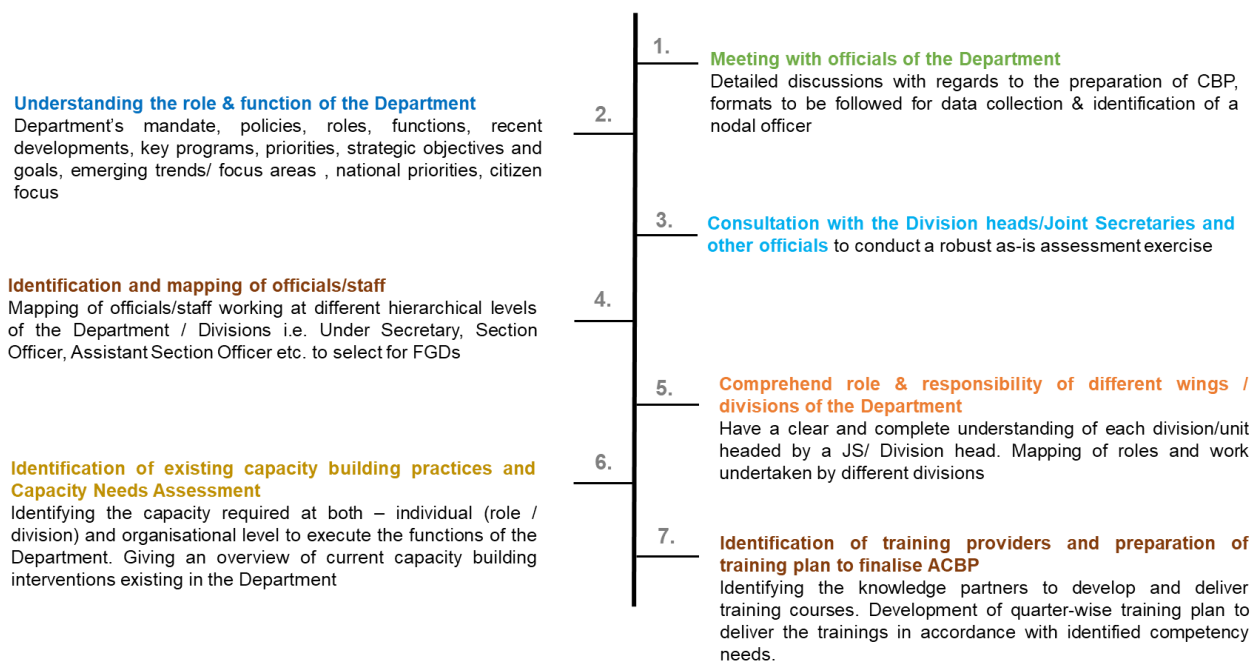 1.
Meeting with officials of the Department
Detailed discussions with regards to the preparation of CBP,
formats to be followed for data collection & identification of a
nodal officer
2.
Understanding the role & function of the Department
Department's mandate, policies, roles, functions, recent
developments, key programs, priorities, strategic objectives and
goals, emerging trends/ focus areas , national priorities, citizen
focus
3.
Consultation with the Division heads/Joint Secretaries and
other officials to conduct a robust as-is assessment exercise
4.
Identification and mapping of officials/staff
Mapping of officials/staff working at different hierarchical levels
of the Department / Divisions i.e. Under Secretary, Section
Officer, Assistant Section Officer etc. to select for FGDs
5.
Comprehend role & responsibility of different wings /
divisions of the Department
Have a clear and complete understanding of each division/unit
headed by a JS/ Division head. Mapping of roles and work
undertaken by different divisions
6.
Identification of existing capacity building practices and
Capacity Needs Assessment
Identifying the capacity required at both – individual (role /
division) and organisational level to execute the functions of the
Department. Giving an overview of current capacity building
interventions existing in the Department
7.
Identification of training providers and preparation of
training plan to finalise ACBP
Identifying the knowledge partners to develop and deliver
training courses. Development of quarter-wise training plan to
deliver the trainings in accordance with identified competency
needs.